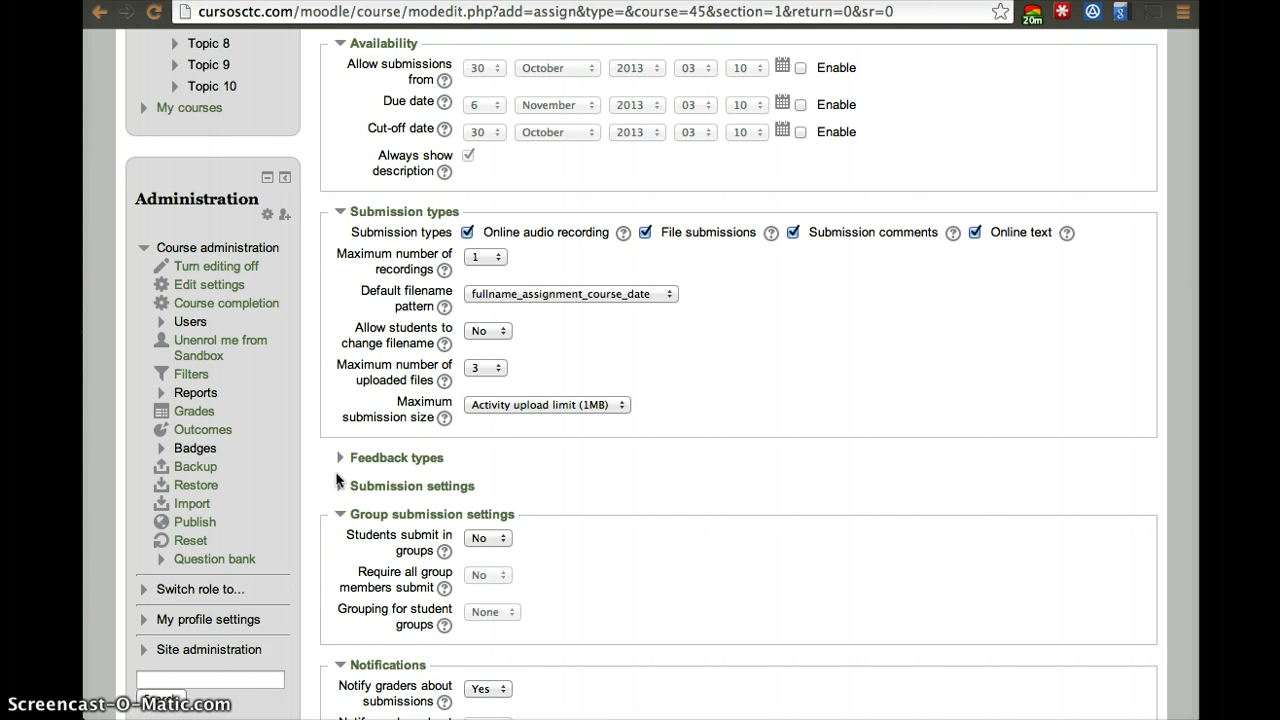 cursosctc.com/moodle/course/modedit.php?add=assign&type=&course=45&section=1&return=0&sr=0
20m
Topic 8
Topic 9
Topic 10
My courses
Administration
Course administration
Turn editing off
Edit settings
Course completion
Users
Unenrol me from
Sandbox
Filters
Reports
Grades
Outcomes
Badges
Backup
Restore
Import
Publish
Reset
Question bank
Switch role to...
My profile settings
Site administration
Availability
Allow submissions from 30 October 2013 03 10 Enable
Due date 6 November 2013 03 10 Enable
Cut-off date 30 October 2013 03 10 Enable
Always show
description
Submission types
Submission types Online audio recording File submissions Submission comments Online text
Maximum number of
recordings 1
Default filename
pattern fullname_assignment_course_date
Allow students to
change filename No
Maximum number of
uploaded files 3
Maximum
submission size Activity upload limit (1MB)
Feedback types
Submission settings
Group submission settings
Students submit in
groups No
Require all group
members submit No
Grouping for student
groups None
Notifications
Notify graders about
submissions Yes
Screencast-O-Matic.com